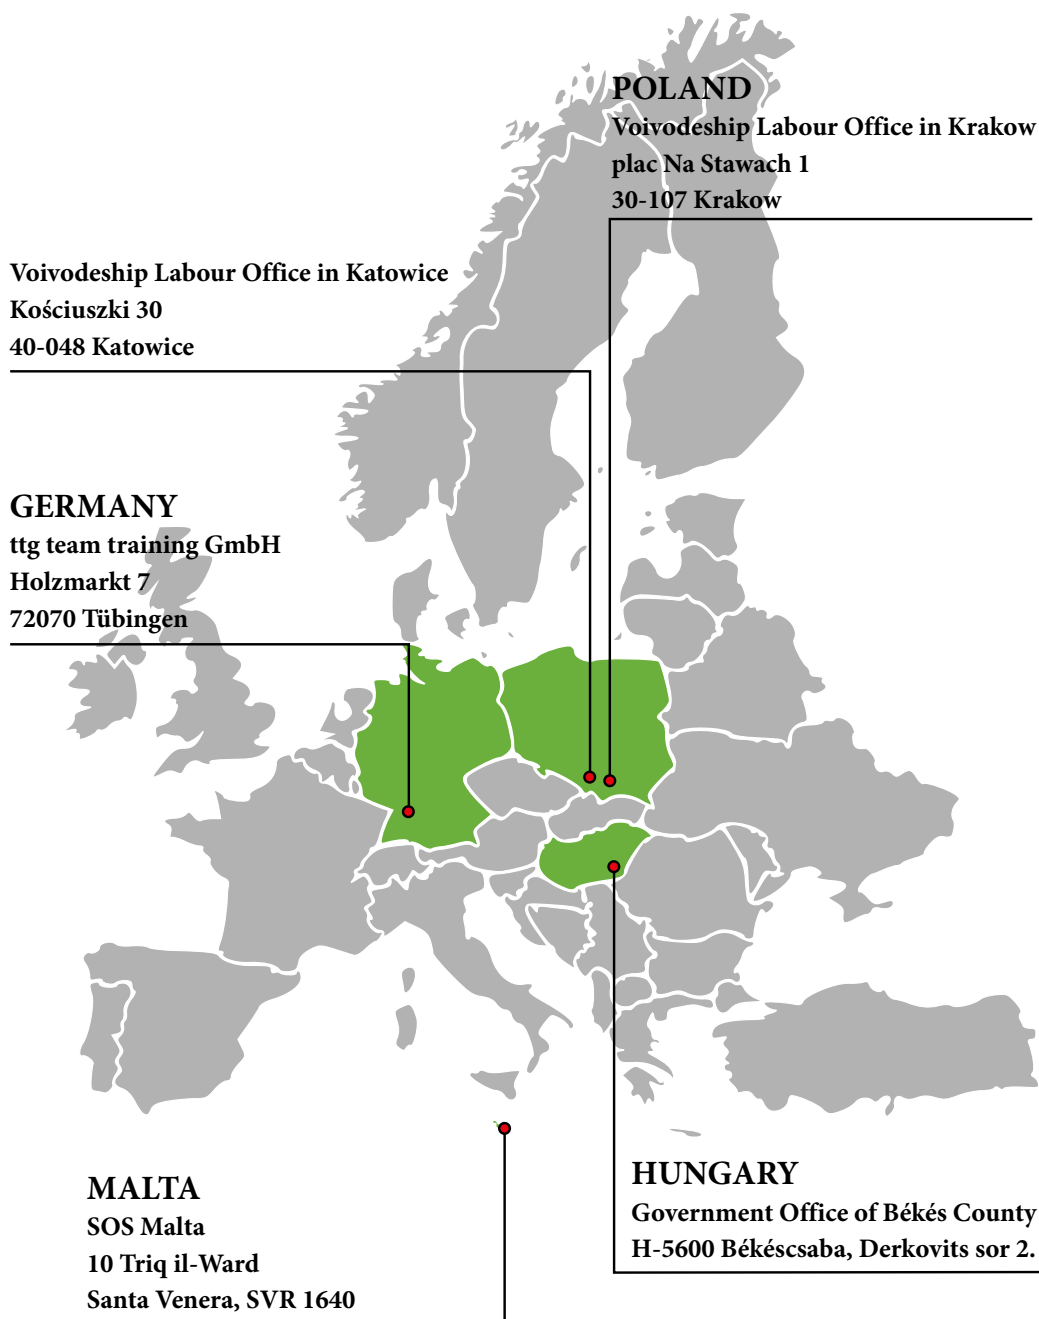 POLAND
Voivodeship Labour Office in Krakow
plac Na Stawach 1
30-107 Krakow
Voivodeship Labour Office in Katowice
Kościuszki 30
40-048 Katowice
GERMANY
ttg team training GmbH
Holzmarkt 7
72070 Tübingen
HUNGARY
Government Office of Békés County
H-5600 Békéscsaba, Derkovits sor 2.
MALTA
SOS Malta
10 Triq il-Ward
Santa Venera, SVR 1640